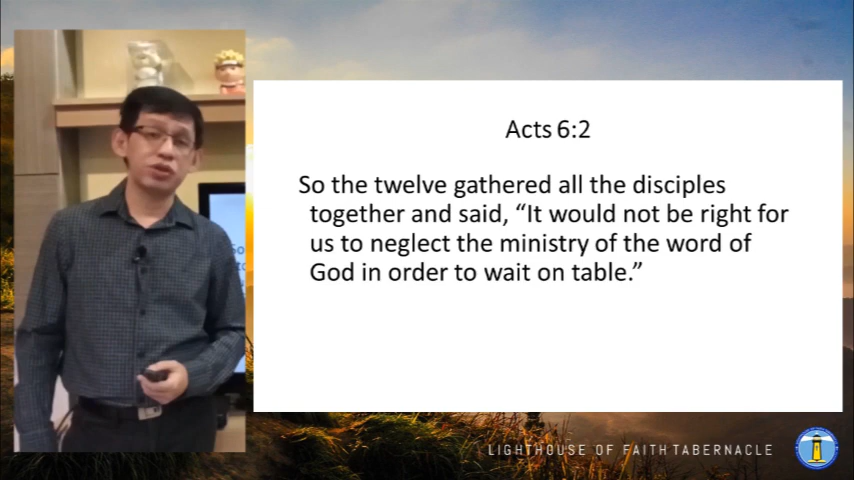 Acts 6:2
So the twelve gathered all the disciples
together and said, “It would not be right for
us to neglect the ministry of the word of
God in order to wait on table.”
LIGHTHOUSE OF FAITH TABERNACLE